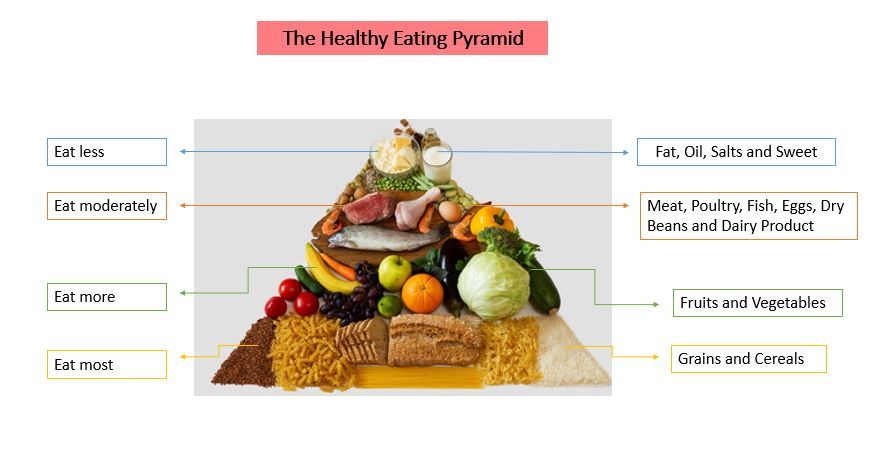 The Healthy Eating Pyramid
Eat less
Fat, Oil, Salts and Sweet
Eat moderately
Meat, Poultry, Fish, Eggs, Dry
Beans and Dairy Product
Eat more
Fruits and Vegetables
Eat most
Grains and Cereals